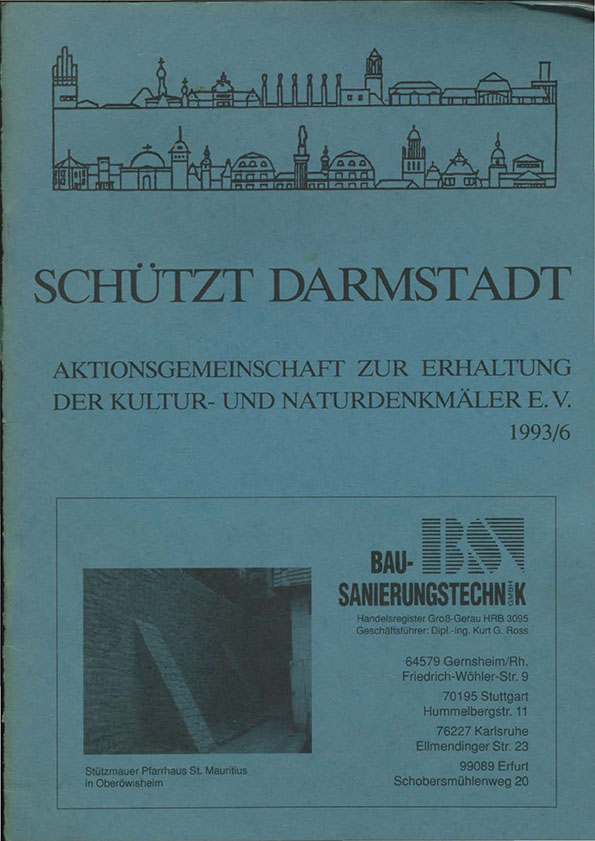 SCHÜTZT DARMSTADT
AKTIONSGEMEINSCHAFT ZUR ERHALTUNG
DER KULTUR- UND NATURDENKMÄLER E. V.
1993/6
BS
BAU-
SANIERUNGSTECHNIK
GMBH
Handelsregister Groß-Gerau HRB 3095
Geschäftsführer: Dipl.-Ing. Kurt G. Ross
64579 Gernsheim/Rh.
Friedrich-Wöhler-Str. 9
70195 Stuttgart
Hummelbergstr. 11
76227 Karlsruhe
Ellmendinger Str. 23
99089 Erfurt
Schobersmühlenweg 20
Stützmauer Pfarrhaus St. Mauritius
in Oberöwisheim